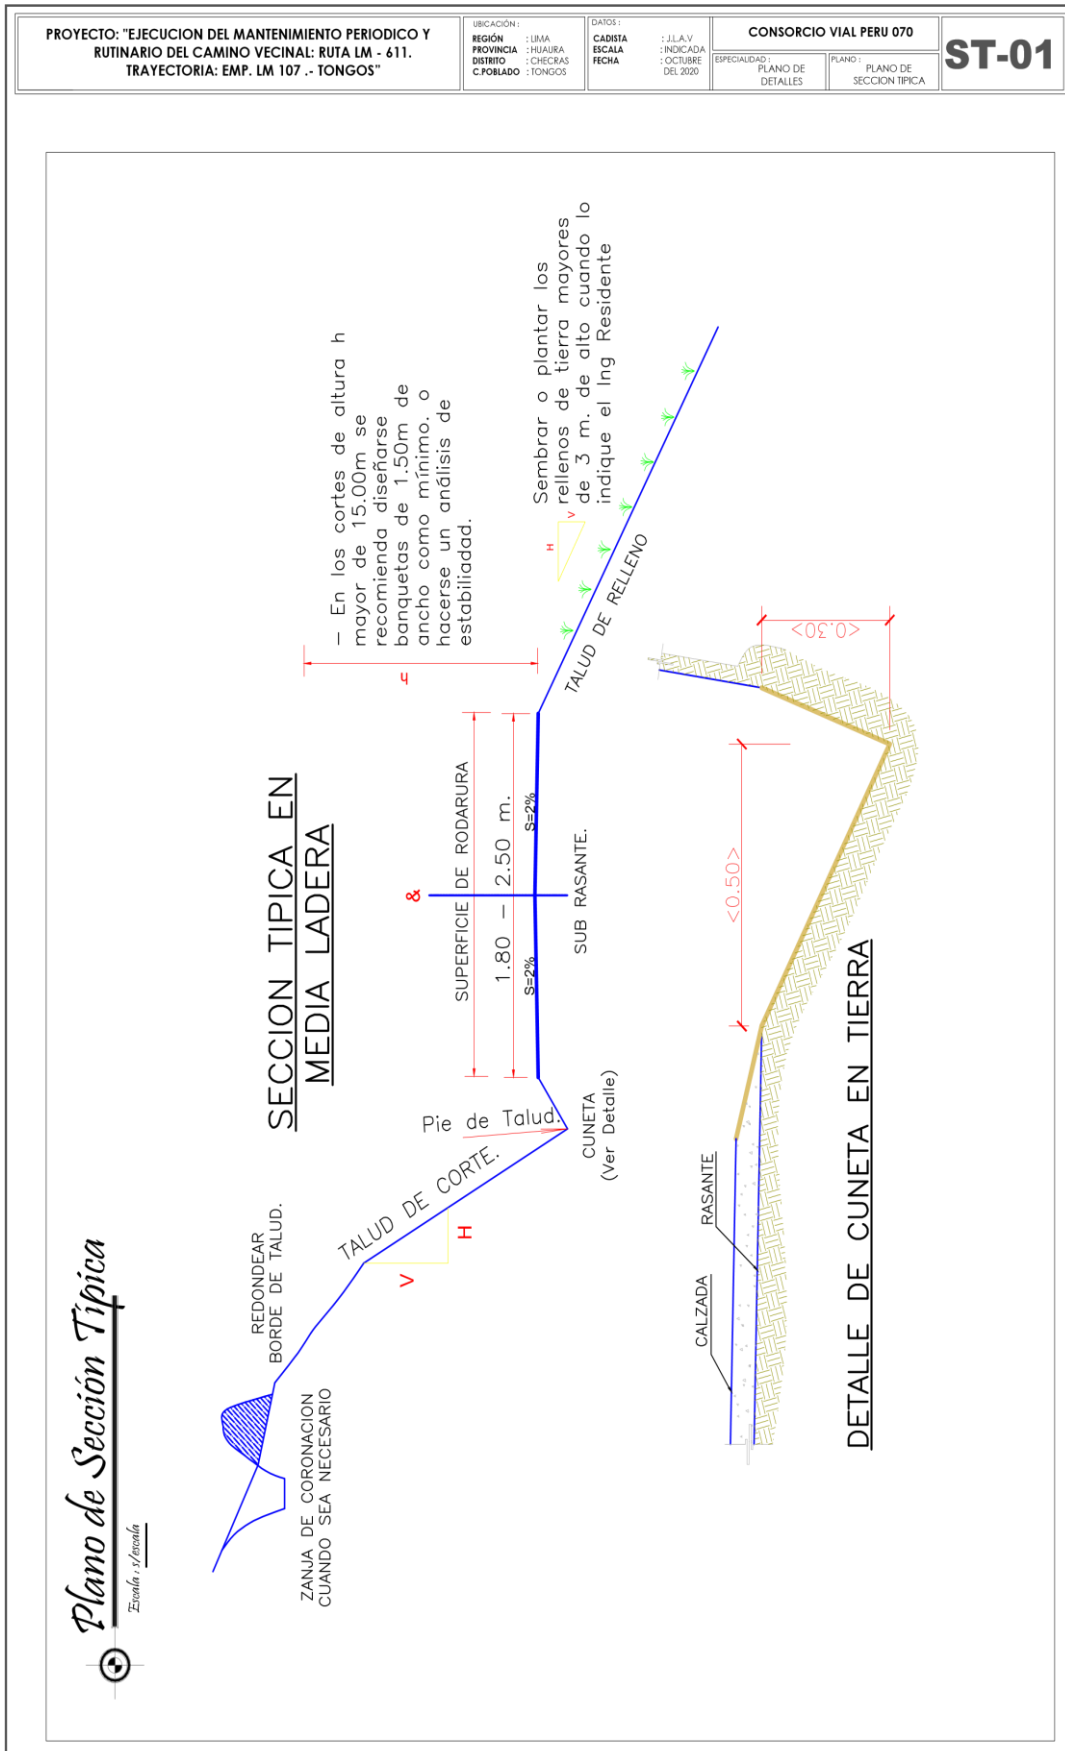 PROYECTO: "EJECUCION DEL MANTENIMIENTO PERIODICO Y
RUTINARIO DEL CAMINO VECINAL: RUTA LM - 611.
TRAYECTORIA: EMP. LM 107 .- TONGOS"
UBICACIÓN :
REGIÓN : LIMA
PROVINCIA : HUAURA
DISTRITO : CHECRAS
C.POBLADO : TONGOS
DATOS :
CADISTA : J.L.A.V
ESCALA : INDICADA
FECHA : OCTUBRE
DEL 2020
CONSORCIO VIAL PERU 070
ESPECIALIDAD :
PLANO DE
DETALLES
PLANO :
PLANO DE
SECCION TIPICA
ST-01
Plano de Sección Típica
Escala : s/escala
SECCION TIPICA EN
MEDIA LADERA
- En los cortes de altura h
mayor de 15.00m se
recomienda diseñarse
banquetas de 1.50m de
ancho como mínimo. o
hacerse un análisis de
estabiliadad.
h
Sembrar o plantar los
rellenos de tierra mayores
de 3 m. de alto cuando lo
indique el Ing Residente
H
V
TALUD DE RELLENO
&
SUPERFICIE DE RODARURA
1.80 - 2.50 m.
S=2%
S=2%
SUB RASANTE.
Pie de Talud.
CUNETA
(Ver Detalle)
TALUD DE CORTE.
V
H
REDONDEAR
BORDE DE TALUD.
ZANJA DE CORONACION
CUANDO SEA NECESARIO
<0.30>
<0.50>
RASANTE
CALZADA
DETALLE DE CUNETA EN TIERRA